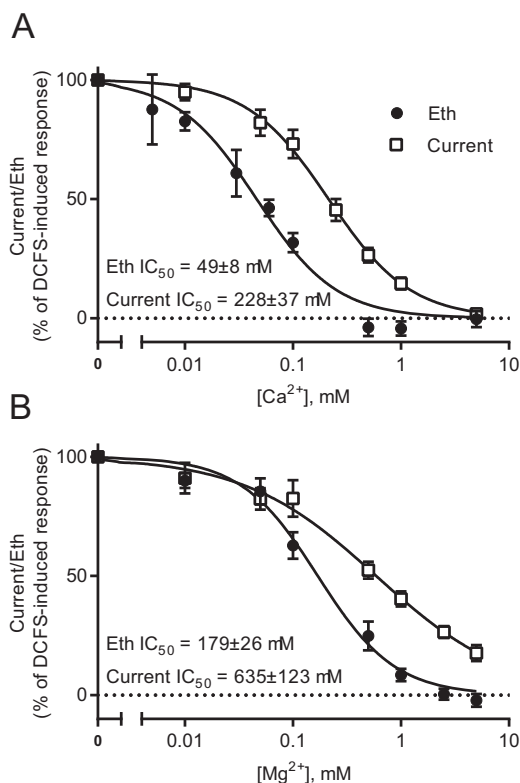 A
100
50
0
Current/Eth
(% of DCFS-induced response)
Eth
Current
Eth IC50 = 49±8 mM
Current IC50 = 228±37 mM
0 0.01 0.1 1 10
[Ca2+], mM
B
100
50
0
Current/Eth
(% of DCFS-induced response)
Eth IC50 = 179±26 mM
Current IC50 = 635±123 mM
0 0.01 0.1 1 10
[Mg2+], mM